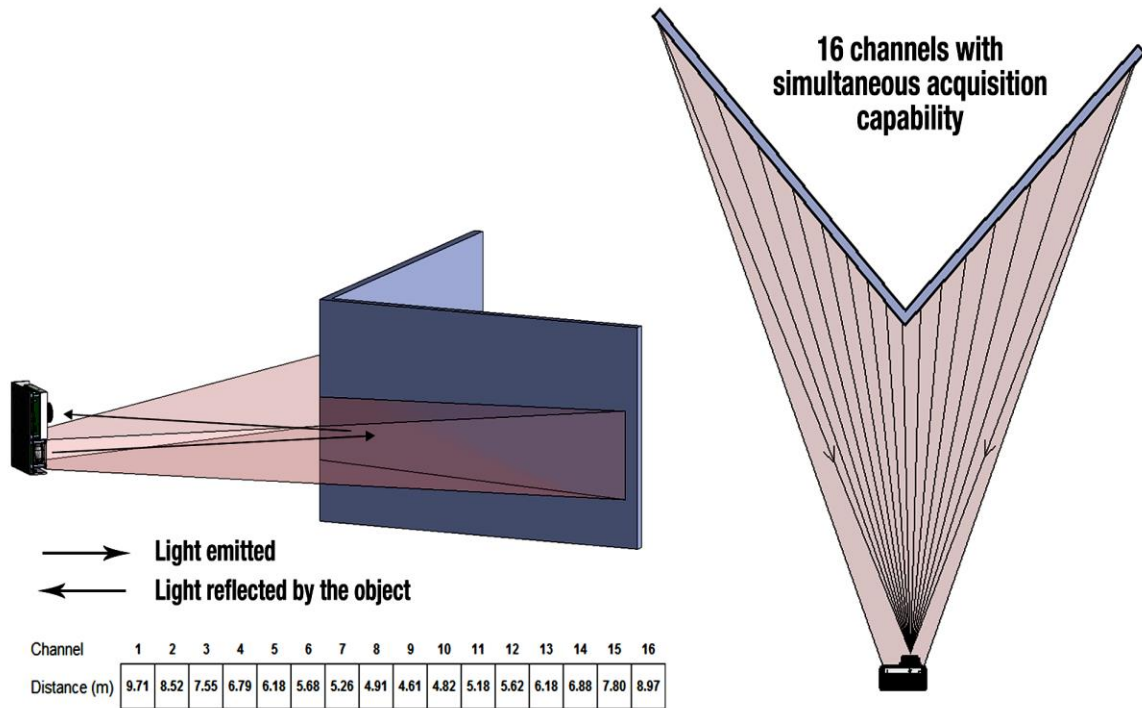 16 channels with
simultaneous acquisition
capability
Light emitted
Light reflected by the object
Channel 1 2 3 4 5 6 7 8 9 10 11 12 13 14 15 16
Distance (m) 9.71 8.52 7.55 6.79 6.18 5.68 5.26 4.91 4.61 4.82 5.18 5.62 6.18 6.88 7.80 8.97